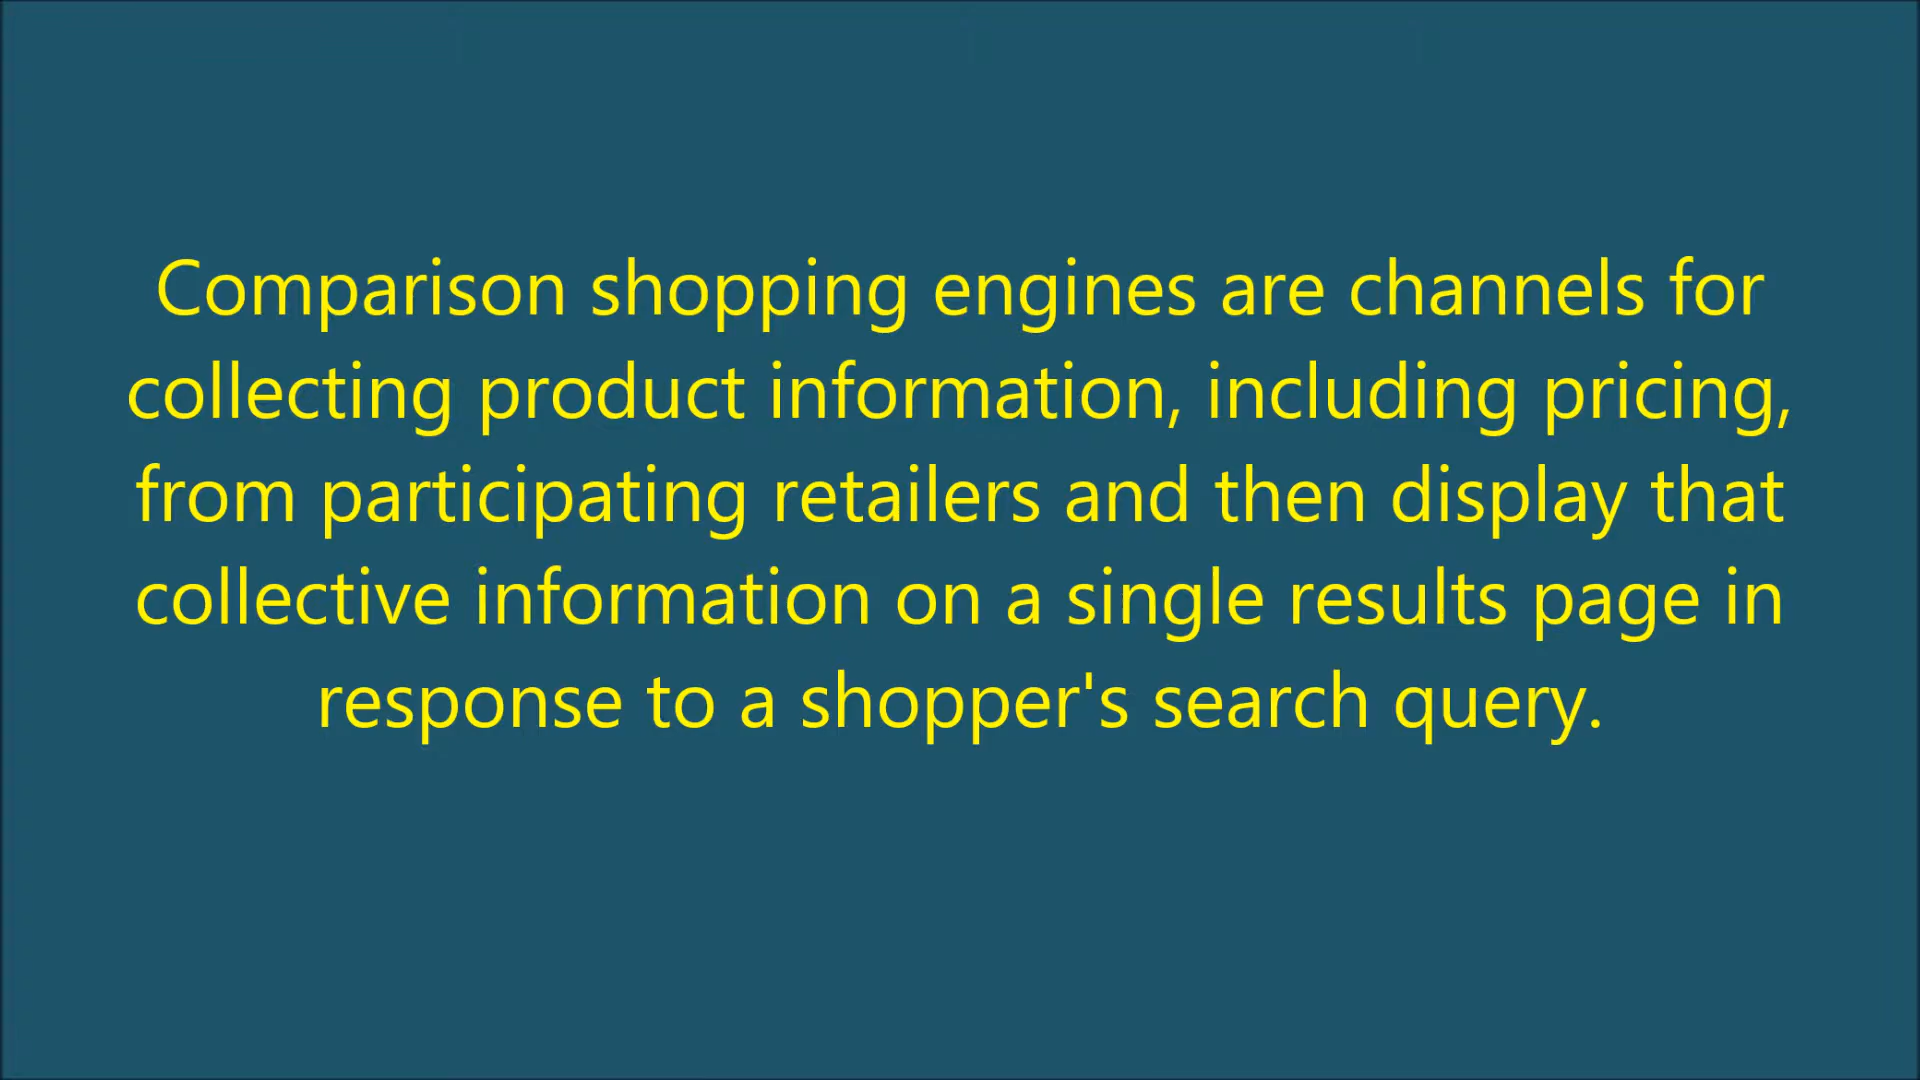 Comparison shopping engines are channels for
collecting product information, including pricing,
from participating retailers and then display that
collective information on a single results page in
response to a shopper's search query.